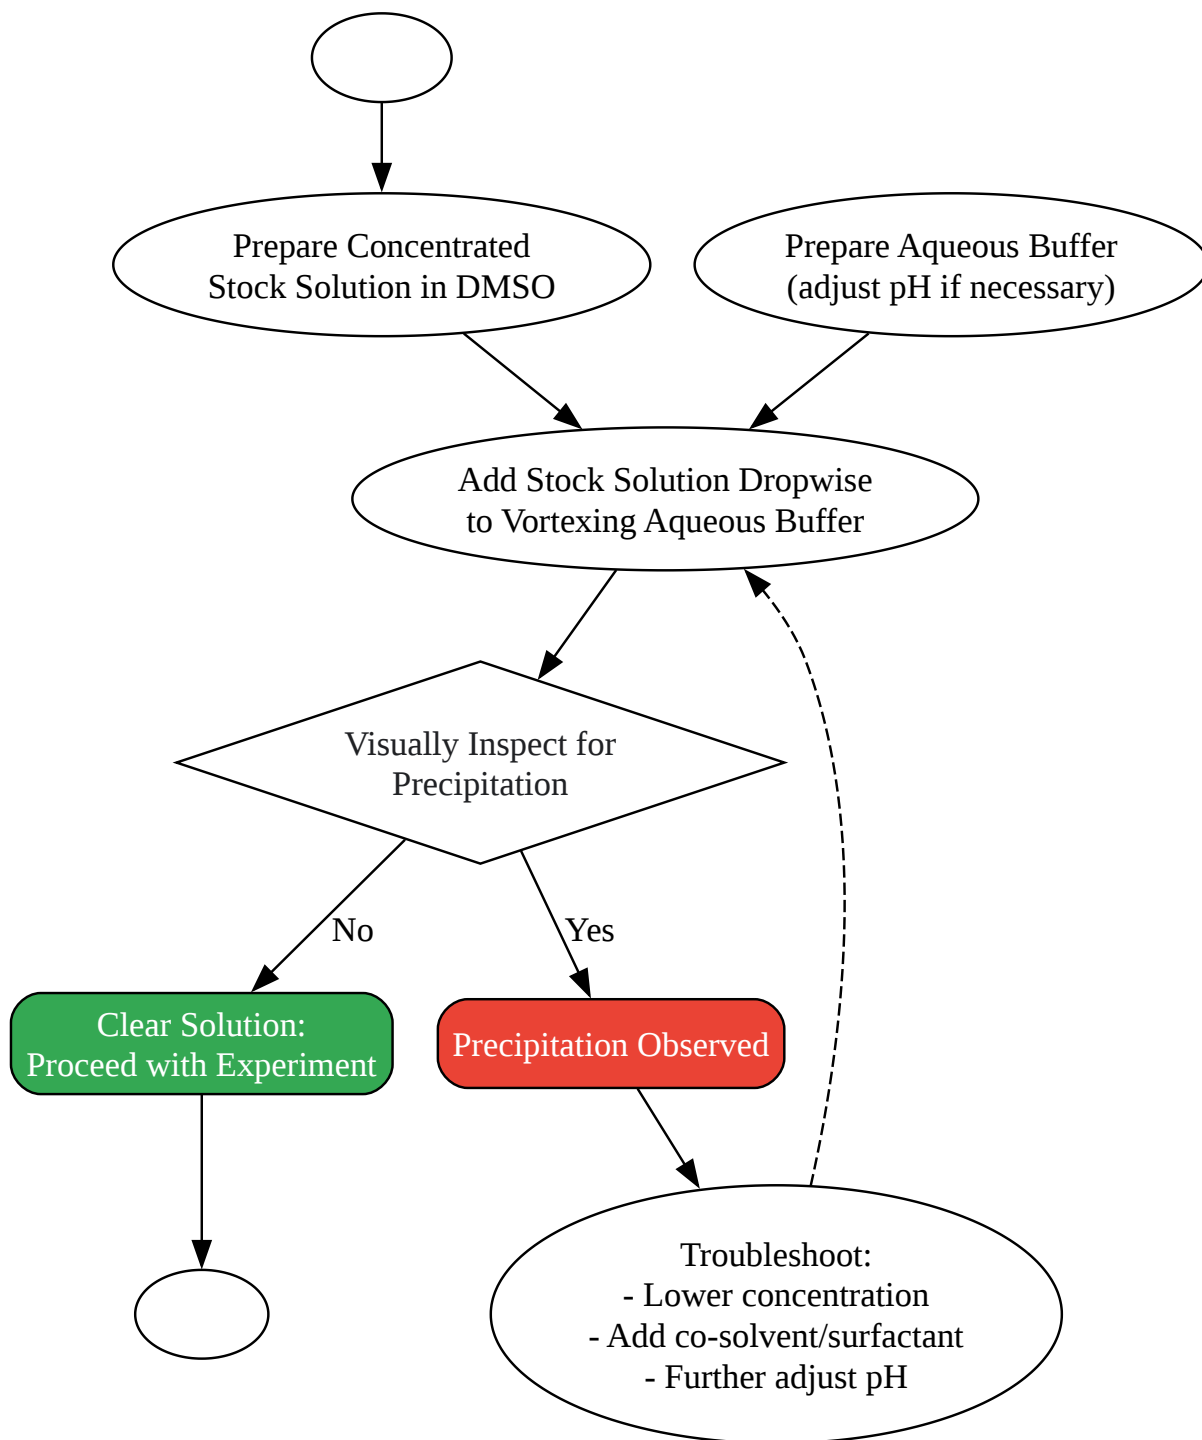 Prepare Concentrated
Stock Solution in DMSO
Prepare Aqueous Buffer
(adjust pH if necessary)
Add Stock Solution Dropwise
to Vortexing Aqueous Buffer
Visually Inspect for
Precipitation
No
Yes
Clear Solution:
Proceed with Experiment
Precipitation Observed
Troubleshoot:
- Lower concentration
- Add co-solvent/surfactant
- Further adjust pH